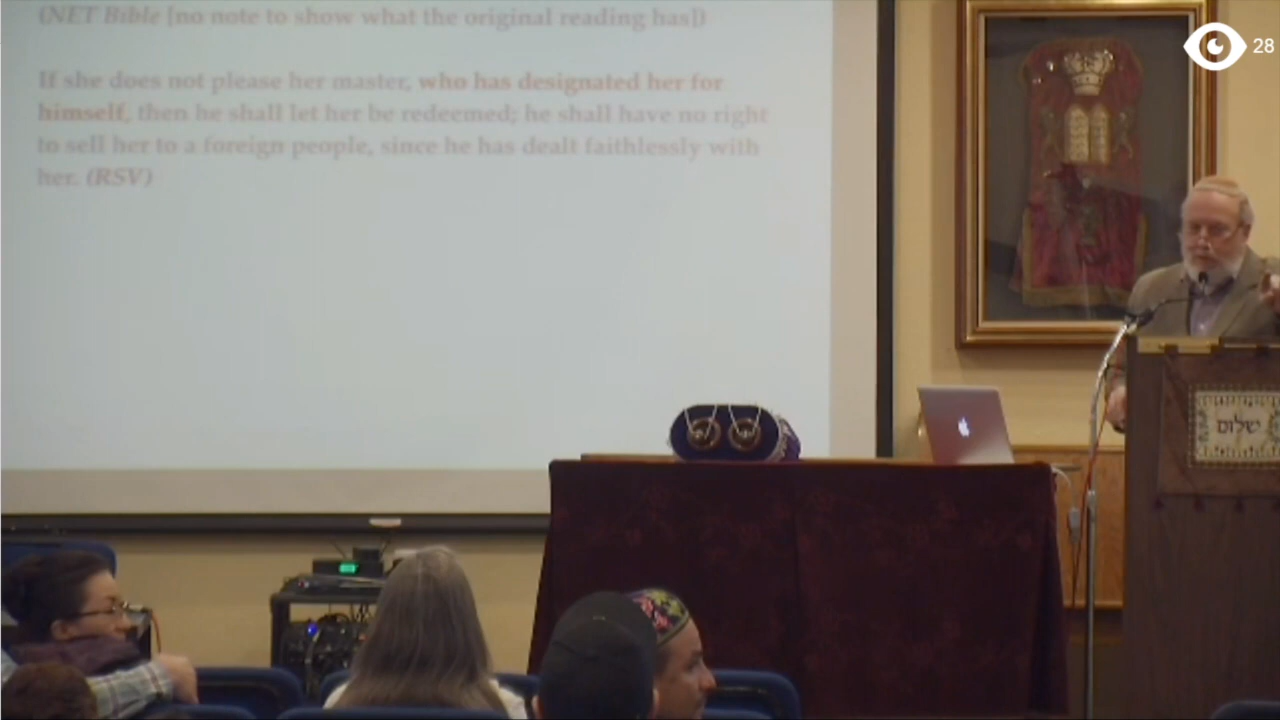 (NET Bible [no note to show what the original reading has])
If she does not please her master, who has designated her for
himself, then he shall let her be redeemed; he shall have no right
to sell her to a foreign people, since he has dealt faithlessly with
her. (RSV)
28
שלום